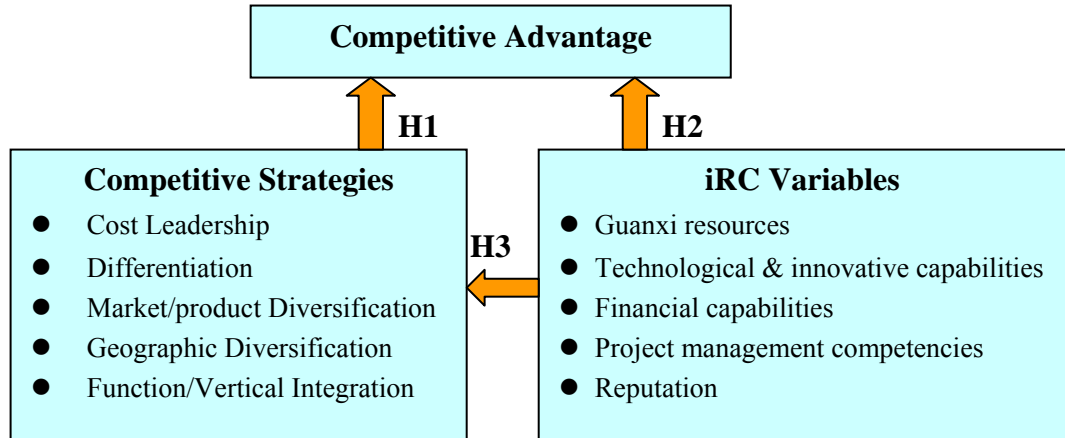 Competitive Advantage
H1
H2
Competitive Strategies
● Cost Leadership
● Differentiation
● Market/product Diversification
● Geographic Diversification
● Function/Vertical Integration
H3
iRC Variables
● Guanxi resources
● Technological & innovative capabilities
● Financial capabilities
● Project management competencies
● Reputation